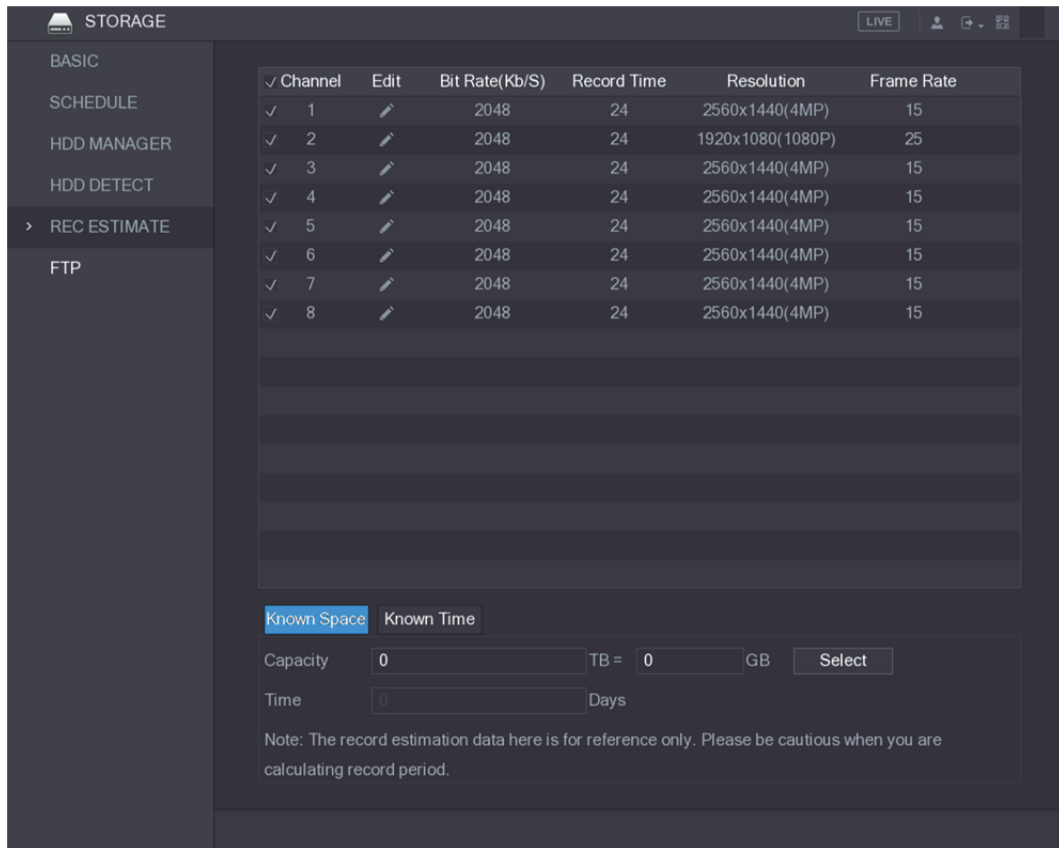 STORAGE LIVE
BASIC
SCHEDULE
HDD MANAGER
HDD DETECT
REC ESTIMATE
FTP
Channel Edit Bit Rate(Kb/S) Record Time Resolution Frame Rate
1 2048 24 2560x1440(4MP) 15
2 2048 24 1920x1080(1080P) 25
3 2048 24 2560x1440(4MP) 15
4 2048 24 2560x1440(4MP) 15
5 2048 24 2560x1440(4MP) 15
6 2048 24 2560x1440(4MP) 15
7 2048 24 2560x1440(4MP) 15
8 2048 24 2560x1440(4MP) 15
Known Space Known Time
Capacity 0 TB = 0 GB Select
Time 0 Days
Note: The record estimation data here is for reference only. Please be cautious when you are
calculating record period.